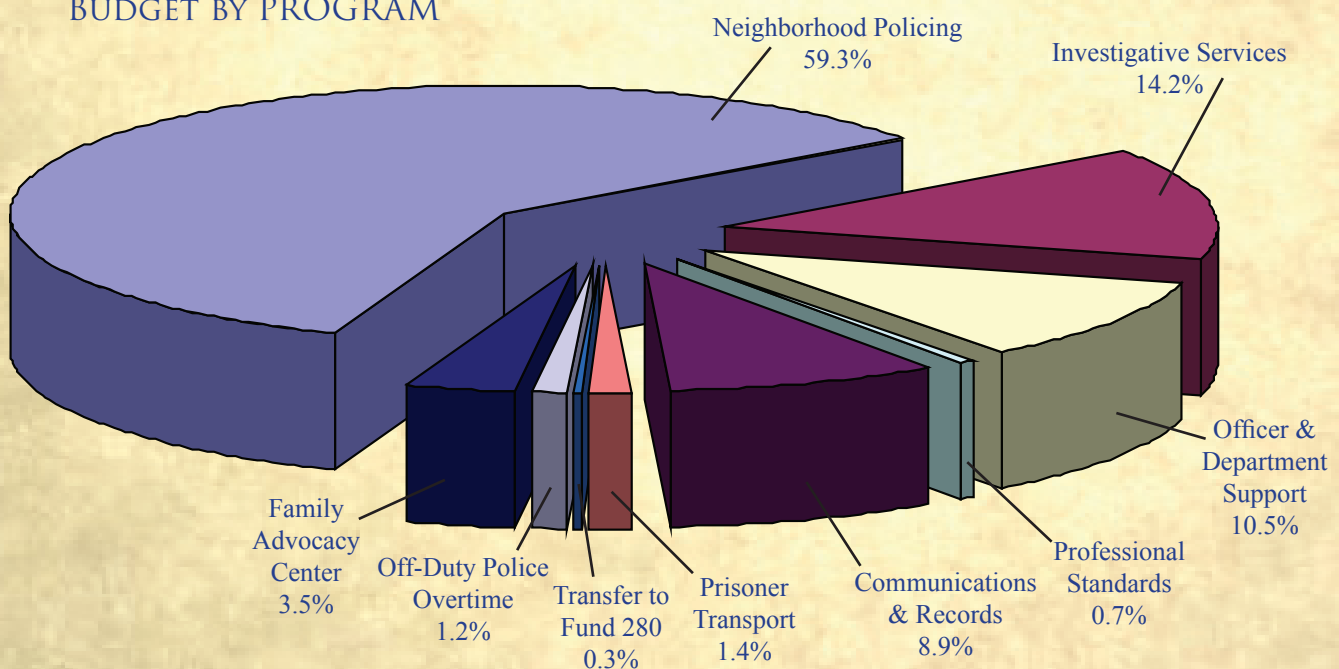 BUDGET BY PROGRAM
Neighborhood Policing
59.3%
Investigative Services
14.2%
Officer &
Department
Support
10.5%
Professional
Standards
0.7%
Communications
& Records
8.9%
Prisoner
Transport
1.4%
Transfer to
Fund 280
0.3%
Off-Duty Police
Overtime
1.2%
Family
Advocacy
Center
3.5%